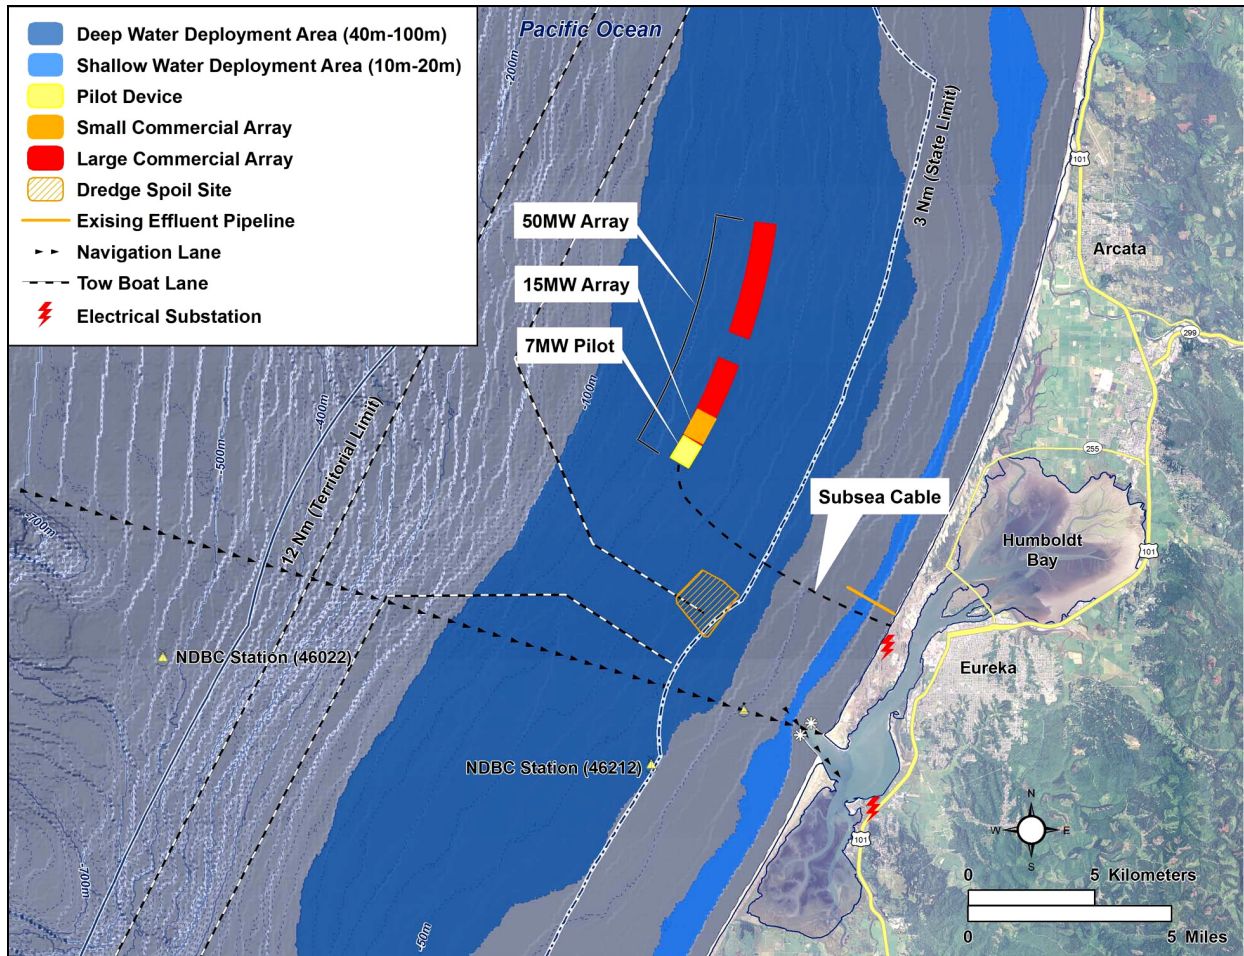 Deep Water Deployment Area (40m-100m)
Shallow Water Deployment Area (10m-20m)
Pilot Device
Small Commercial Array
Large Commercial Array
Dredge Spoil Site
Exising Effluent Pipeline
Navigation Lane
Tow Boat Lane
Electrical Substation
Pacific Ocean
-200m
3 Nm (State Limit)
101
50MW Array
Arcata
15MW Array
299
7MW Pilot
-100m
-400m
12 Nm (Territorial Limit)
-500m
255
Subsea Cable
-700m
Humboldt
Bay
101
NDBC Station (46022)
Eureka
NDBC Station (46212)
101
N
W
E
S
-700m
-50m
0
5 Kilometers
0
5 Miles